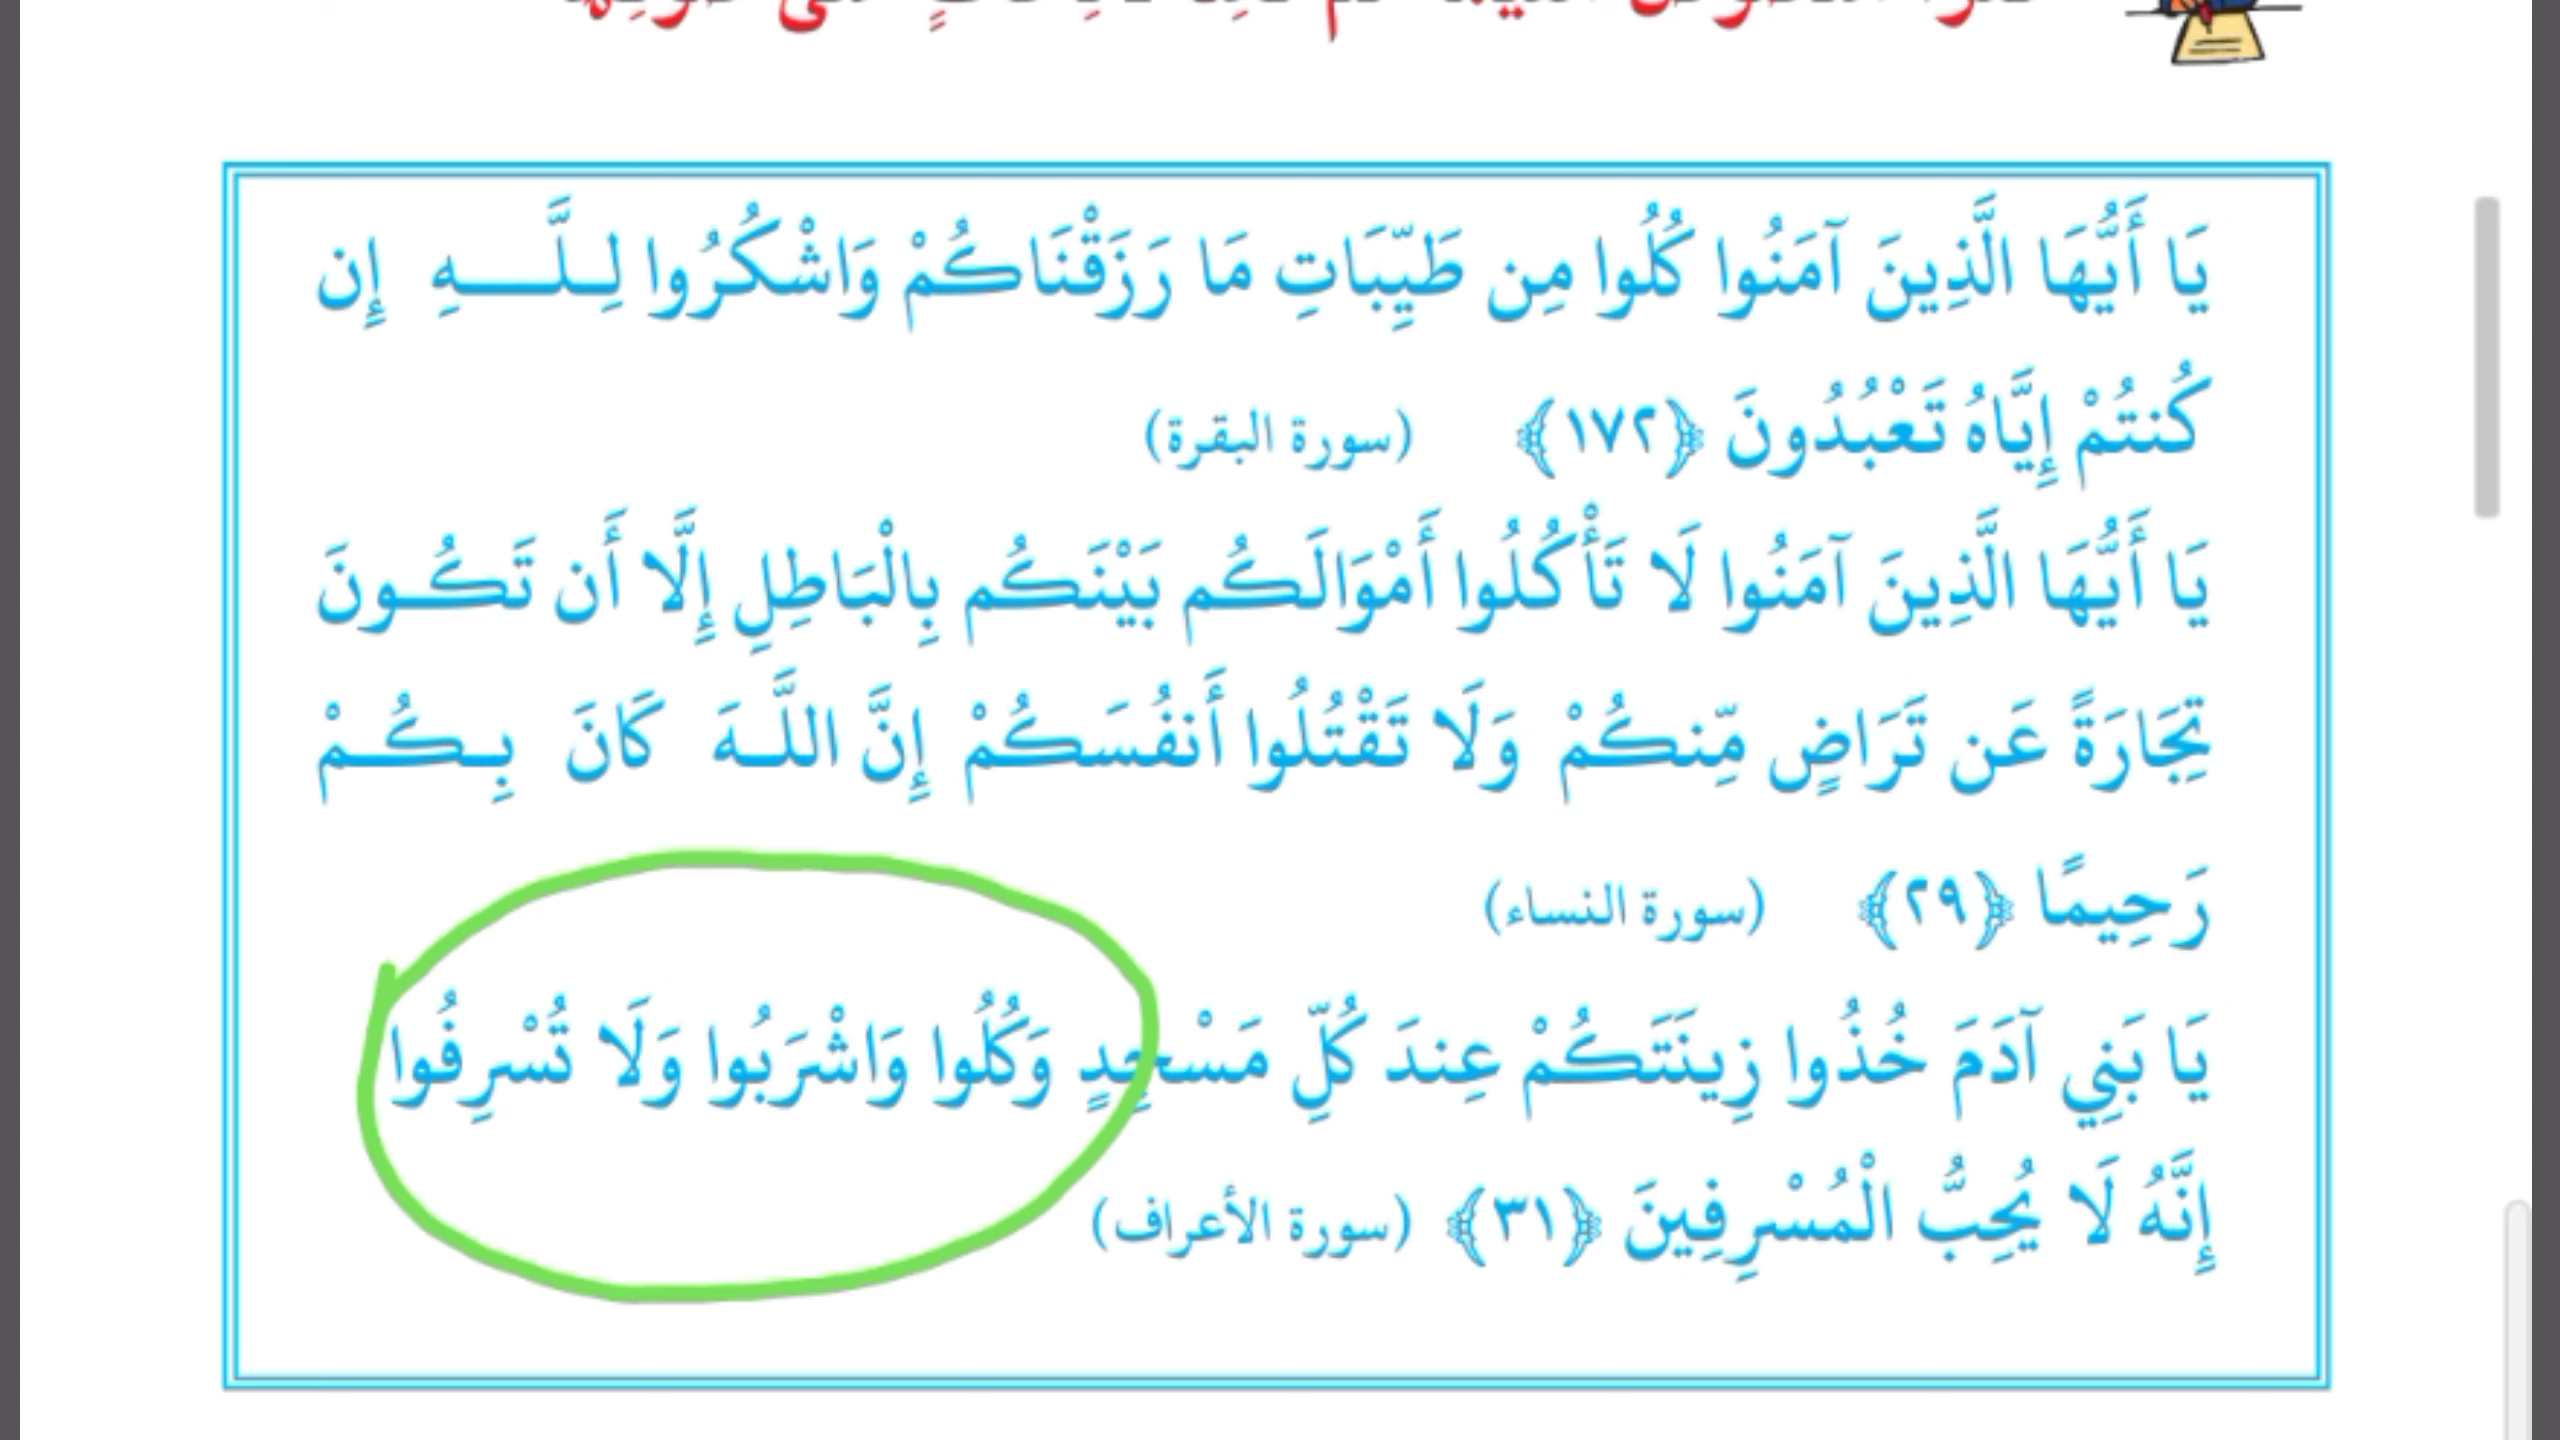 يَا أَيُّهَا الَّذِينَ آمَنُوا كُلُوا مِن طَيِّبَاتِ مَا رَزَقْنَاكُمْ وَاشْكُرُوا لِلَّـهِ إِن
كُنتُمْ إِيَّاهُ تَعْبُدُونَ ﴿١٧٢﴾ (سورة البقرة)
يَا أَيُّهَا الَّذِينَ آمَنُوا لَا تَأْكُلُوا أَمْوَالَكُم بَيْنَكُم بِالْبَاطِلِ إِلَّا أَن تَكُونَ
تِجَارَةً عَن تَرَاضٍ مِّنكُمْ وَلَا تَقْتُلُوا أَنفُسَكُمْ إِنَّ اللَّـهَ كَانَ بِكُمْ
رَحِيمًا ﴿٢٩﴾ (سورة النساء)
يَا بَنِي آدَمَ خُذُوا زِينَتَكُمْ عِندَ كُلِّ مَسْجِدٍ وَكُلُوا وَاشْرَبُوا وَلَا تُسْرِفُوا
إِنَّهُ لَا يُحِبُّ الْمُسْرِفِينَ ﴿٣١﴾ (سورة الأعراف)